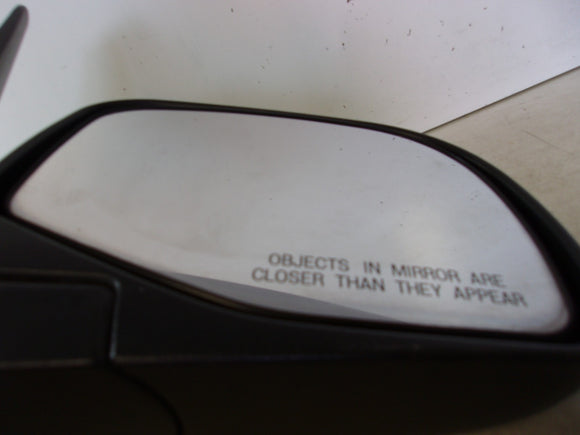 OBJECTS IN MIRROR ARE
CLOSER THAN THEY APPEAR